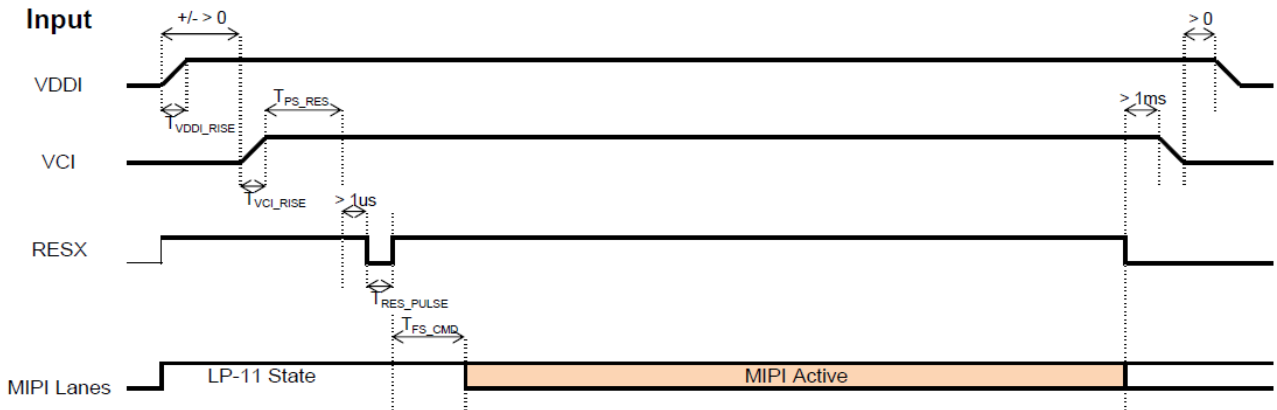 Input
+/- > 0
> 0
VDDI
T_PS_RES
> 1ms
T_VDDI_RISE
VCI
T_VCI_RISE
> 1us
RESX
T_RES_PULSE
T_FS_CMD
LP-11 State
MIPI Active
MIPI Lanes